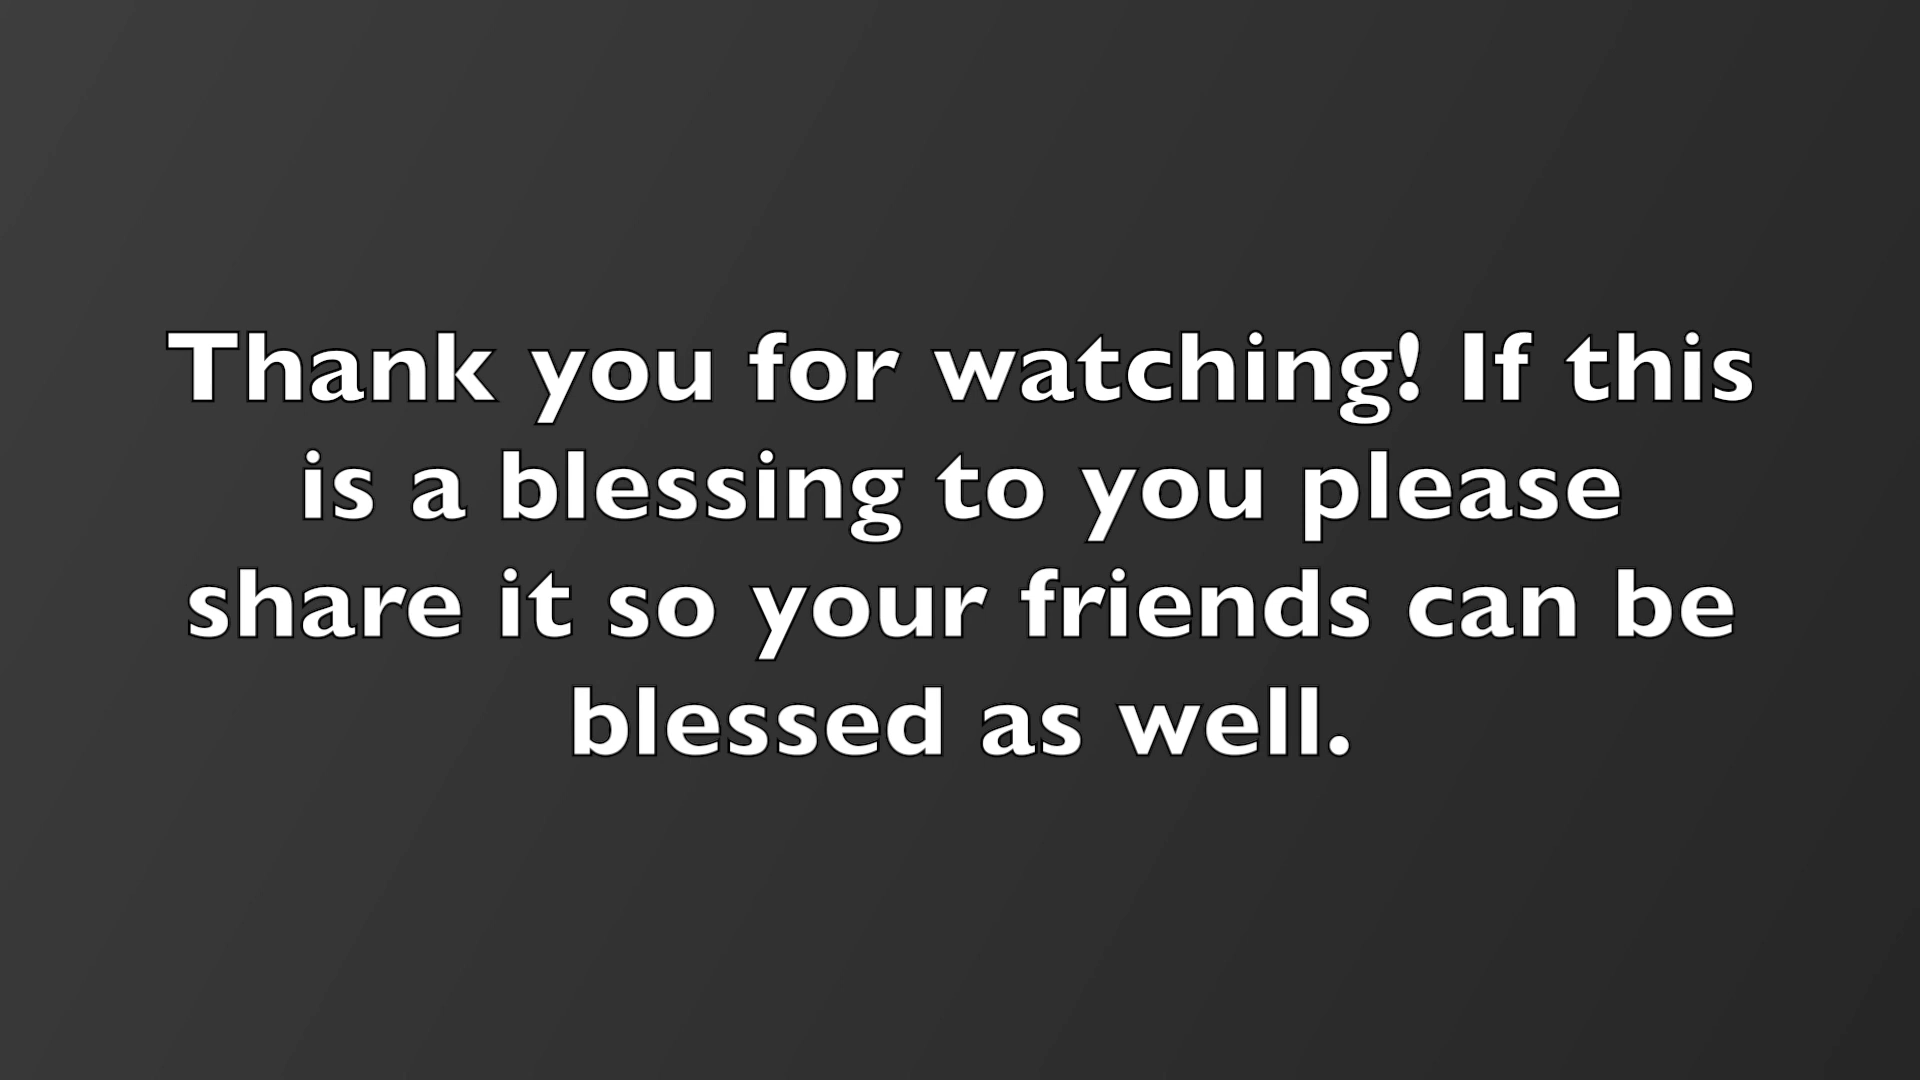 Thank you for watching! If this
is a blessing to you please
share it so your friends can be
blessed as well.